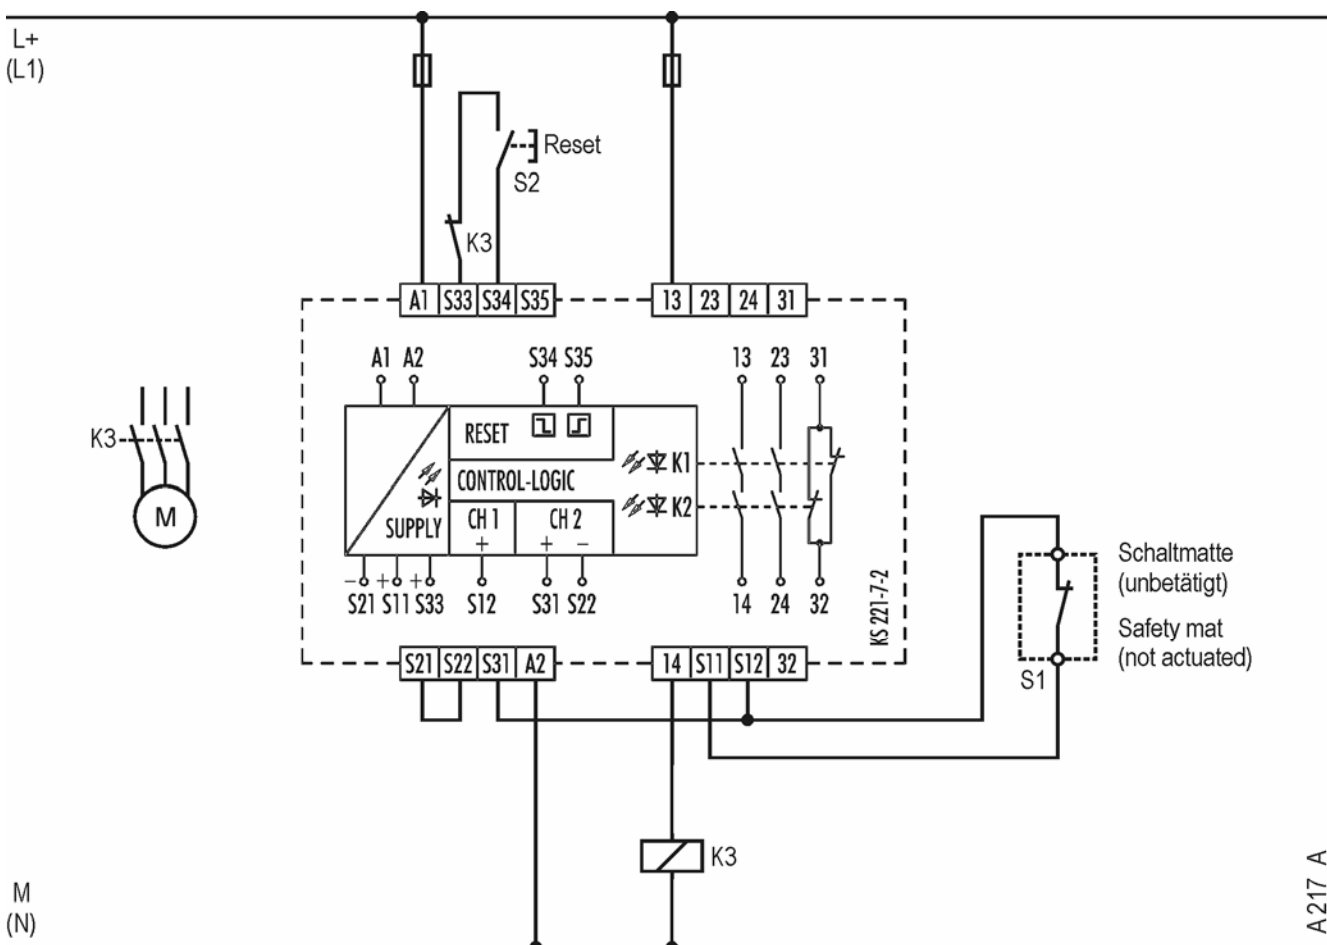 L+
(L1)
Reset
S2
K3
A1 S33 S34 S35
13 23 24 31
A1 A2 S34 S35 13 23 31
K3
RESET
K1
CONTROL-LOGIC
K2
SUPPLY
CH 1 CH 2
M
+ + −
− + +
S21 S11 S33 S12 S31 S22 14 24 32
KS 221-7-2
Schaltmatte
(unbetätigt)
Safety mat
(not actuated)
S1
S21 S22 S31 A2
14 S11 S12 32
K3
M
(N)
A217 A